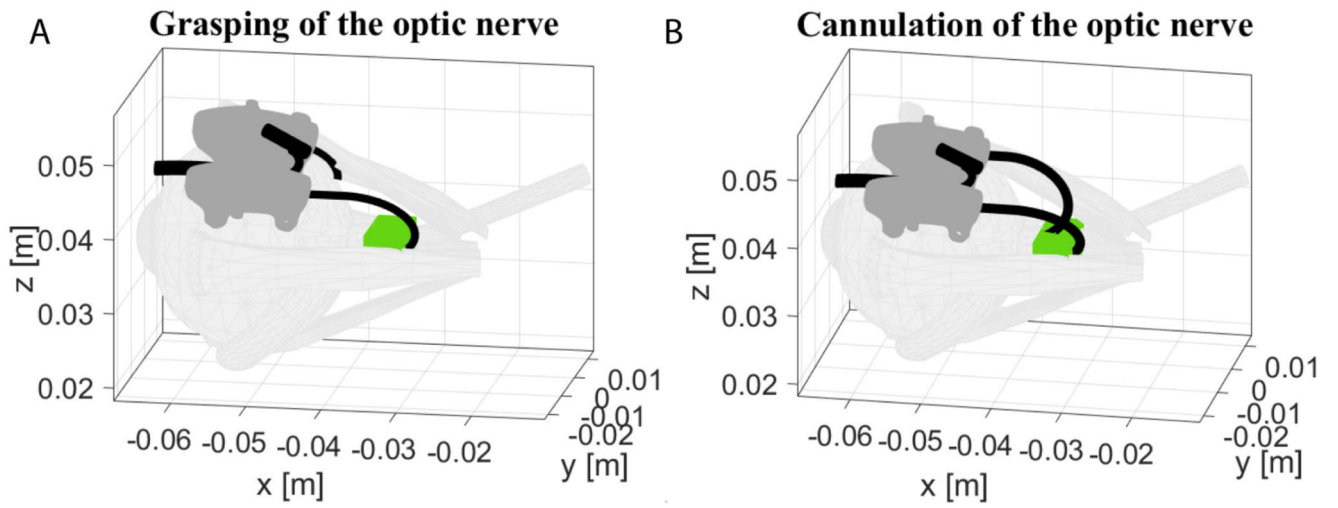 A
Grasping of the optic nerve
0.05
0.04
0.03
0.02
z [m]
-0.06 -0.05 -0.04 -0.03 -0.02
x [m]
0.01
0
-0.01
-0.02
y [m]
B
Cannulation of the optic nerve
0.05
0.04
0.03
0.02
z [m]
-0.06 -0.05 -0.04 -0.03 -0.02
x [m]
0.01
0
-0.01
-0.02
y [m]